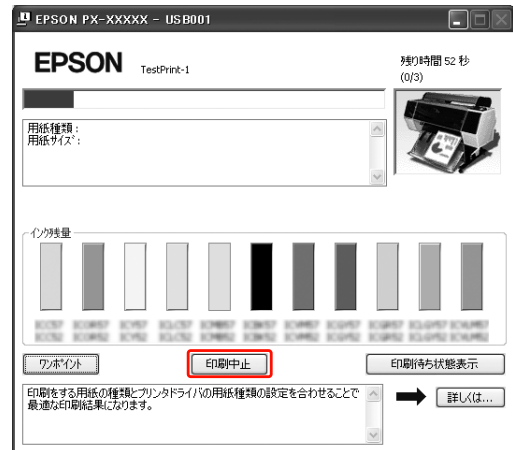 EPSON PX-XXXXX - USB001
EPSON TestPrint-1
残り時間 52 秒
(0/3)
用紙種類 :
用紙サイズ :
インク残量
ワンポイント
印刷中止
印刷待ち状態表示
印刷をする用紙の種類とプリンタドライバの用紙種類の設定を合わせることで
最適な印刷結果になります。
詳しくは...